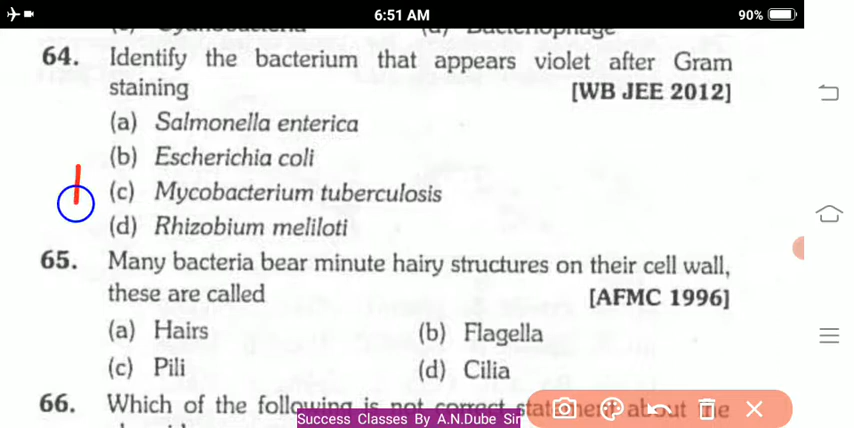 6:51 AM
90%
64. Identify the bacterium that appears violet after Gram
staining [WB JEE 2012]
(a) Salmonella enterica
(b) Escherichia coli
(c) Mycobacterium tuberculosis
(d) Rhizobium meliloti
65. Many bacteria bear minute hairy structures on their cell wall,
these are called [AFMC 1996]
(a) Hairs (b) Flagella
(c) Pili (d) Cilia
66. Which of the following is not correct statement about the
Success Classes By A.N.Dube Sir